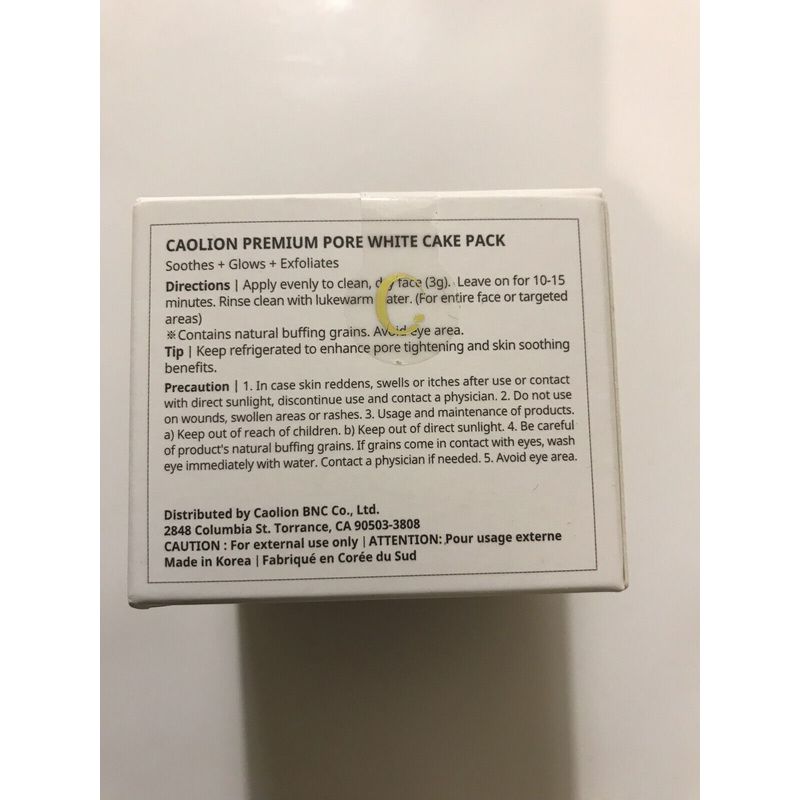 CAOLION PREMIUM PORE WHITE CAKE PACK
Soothes + Glows + Exfoliates
Directions | Apply evenly to clean, dry face (3g). Leave on for 10-15
minutes. Rinse clean with lukewarm water. (For entire face or targeted
areas)
※Contains natural buffing grains. Avoid eye area.
Tip | Keep refrigerated to enhance pore tightening and skin soothing
benefits.
Precaution | 1. In case skin reddens, swells or itches after use or contact
with direct sunlight, discontinue use and contact a physician. 2. Do not use
on wounds, swollen areas or rashes. 3. Usage and maintenance of products.
a) Keep out of reach of children. b) Keep out of direct sunlight. 4. Be careful
of product's natural buffing grains. If grains come in contact with eyes, wash
eye immediately with water. Contact a physician if needed. 5. Avoid eye area.
Distributed by Caolion BNC Co., Ltd.
2848 Columbia St. Torrance, CA 90503-3808
CAUTION : For external use only | ATTENTION: Pour usage externe
Made in Korea | Fabriqué en Corée du Sud